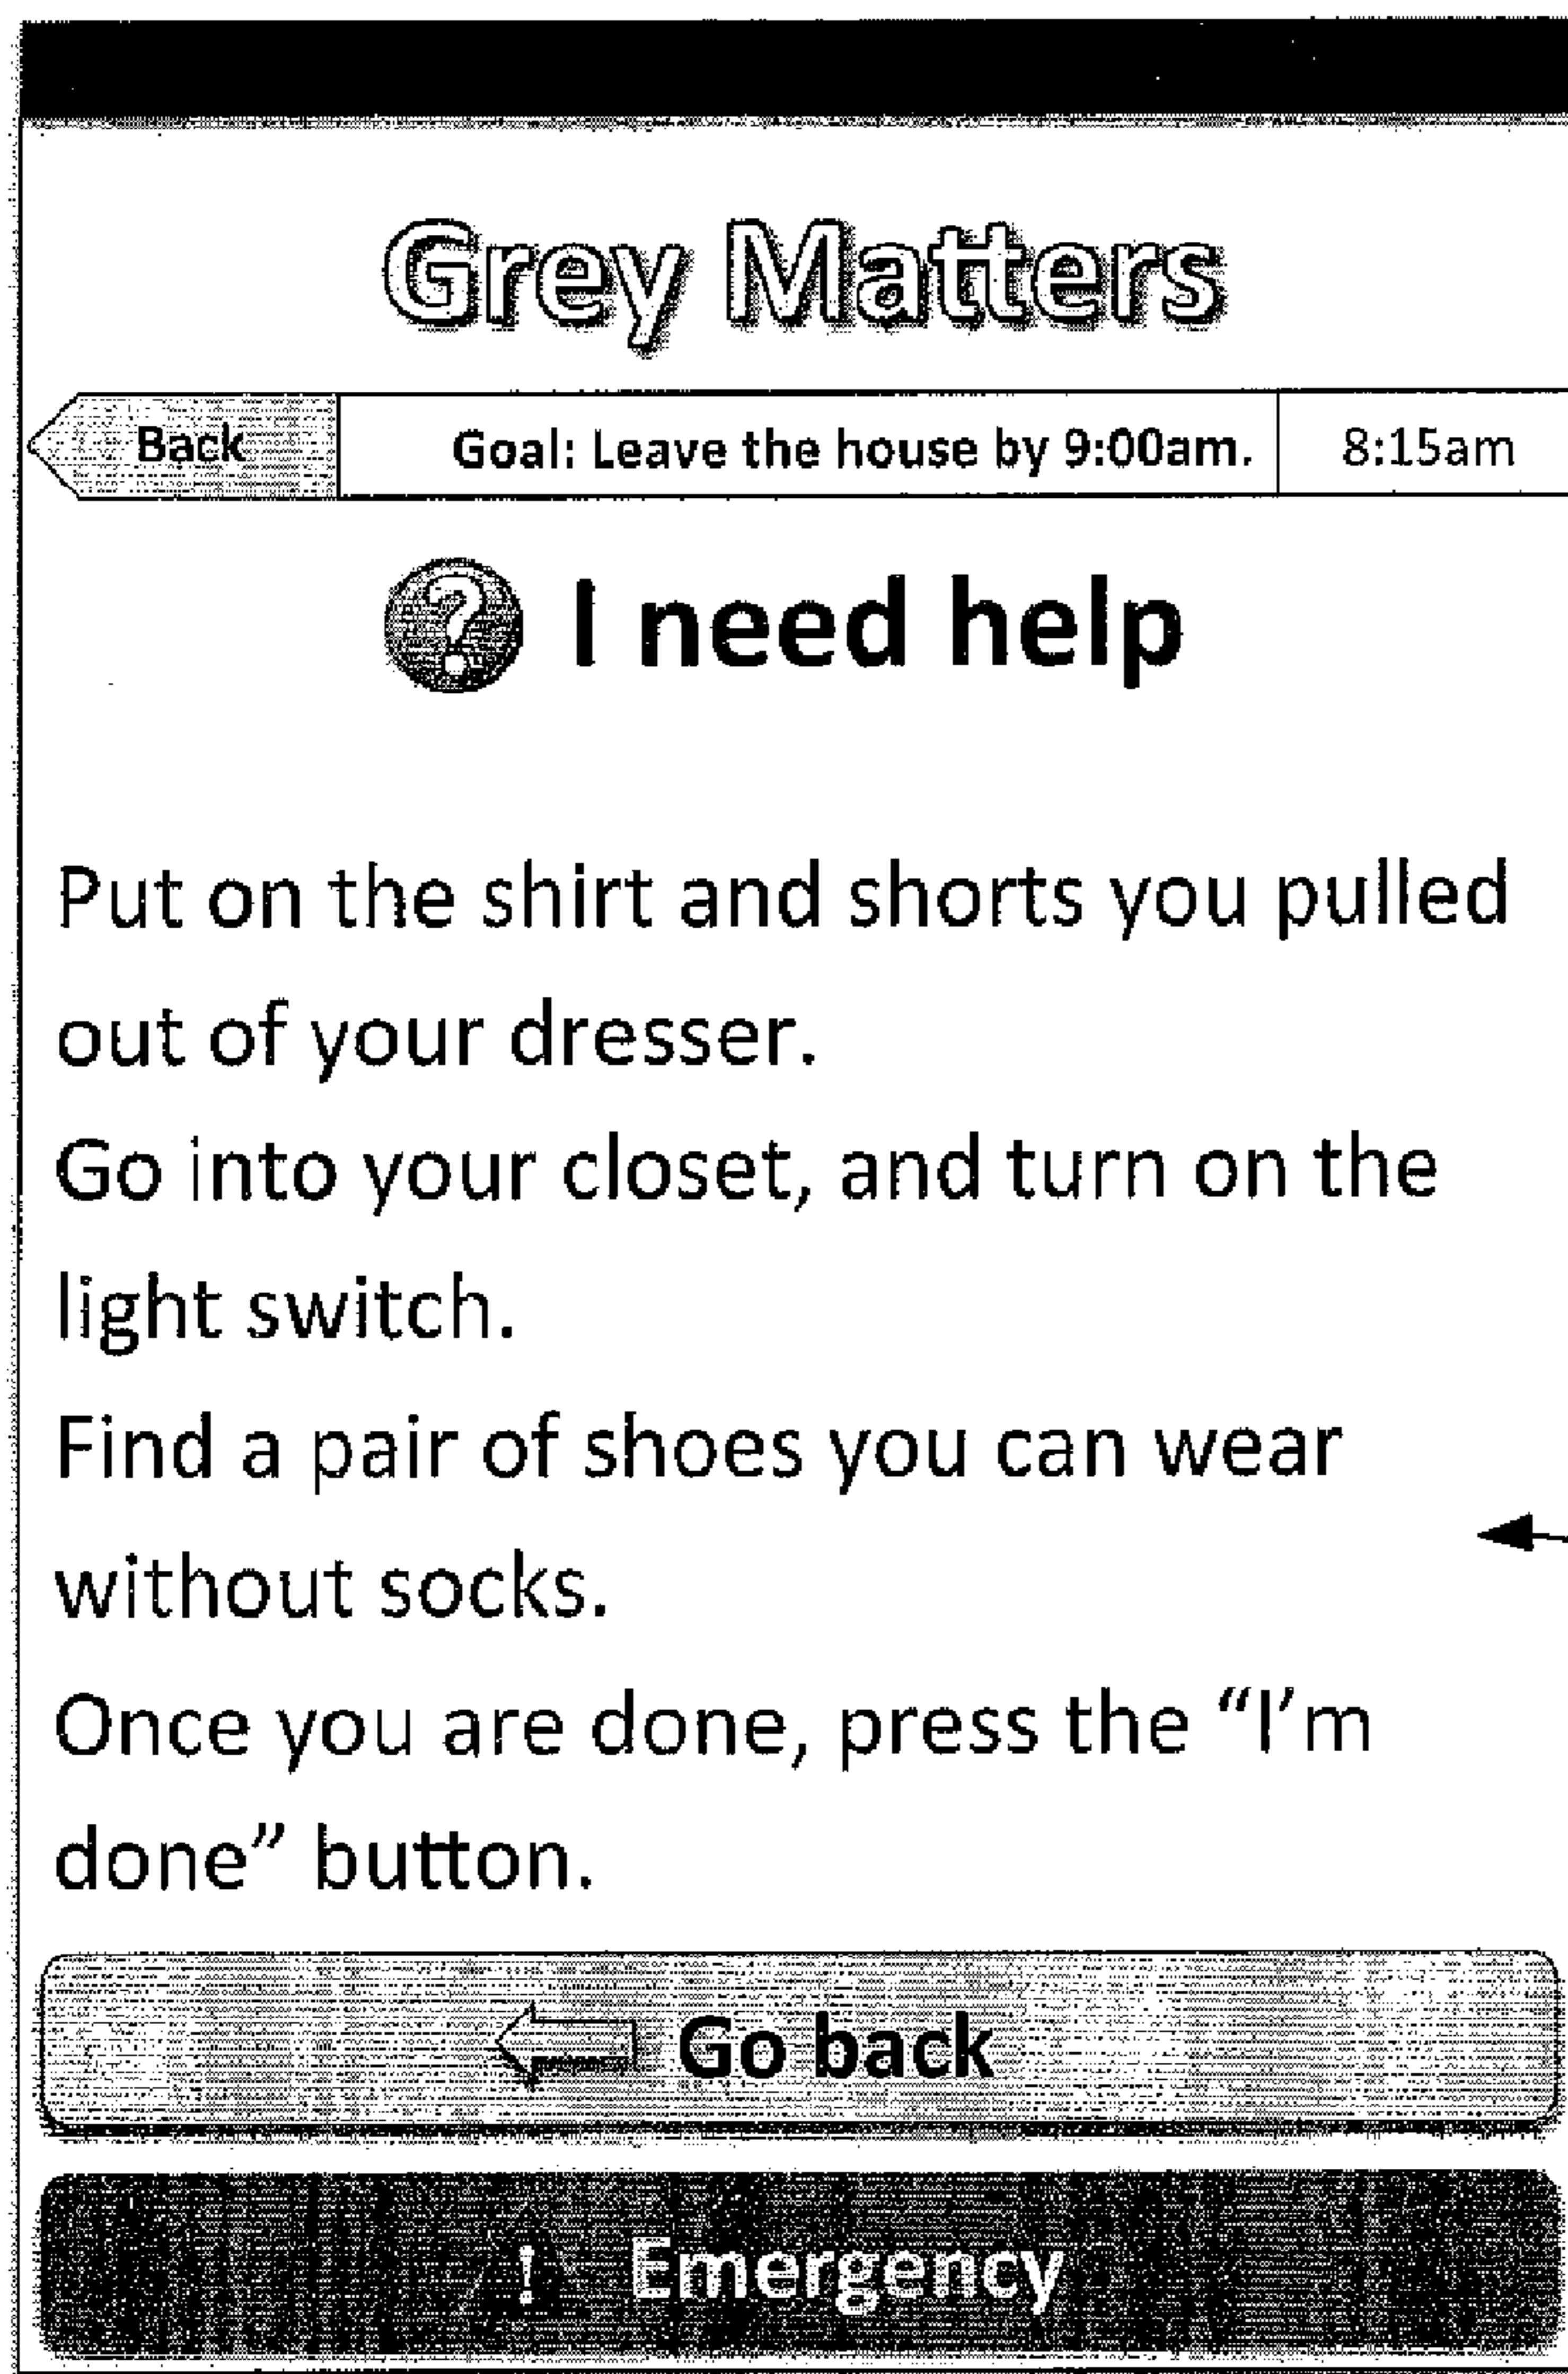 Grey Matters
Back Goal: Leave the house by 9:00am. 8:15am
? I need help
Put on the shirt and shorts you pulled
out of your dresser.
Go into your closet, and turn on the
light switch.
Find a pair of shoes you can wear
without socks.
Once you are done, press the “I’m
done” button.
Go back
! Emergency